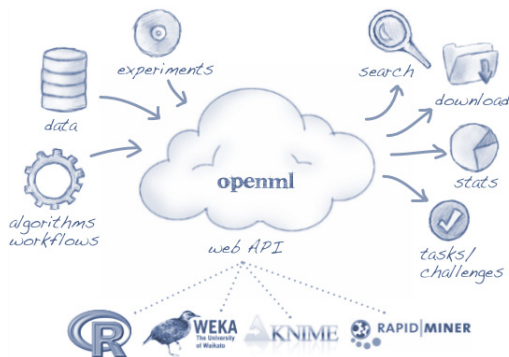 experiments
search
data
download
openml
stats
algorithms
workflows
web API
tasks/
challenges
R
WEKA
The University
of Waikato
KNIME
RAPID|MINER